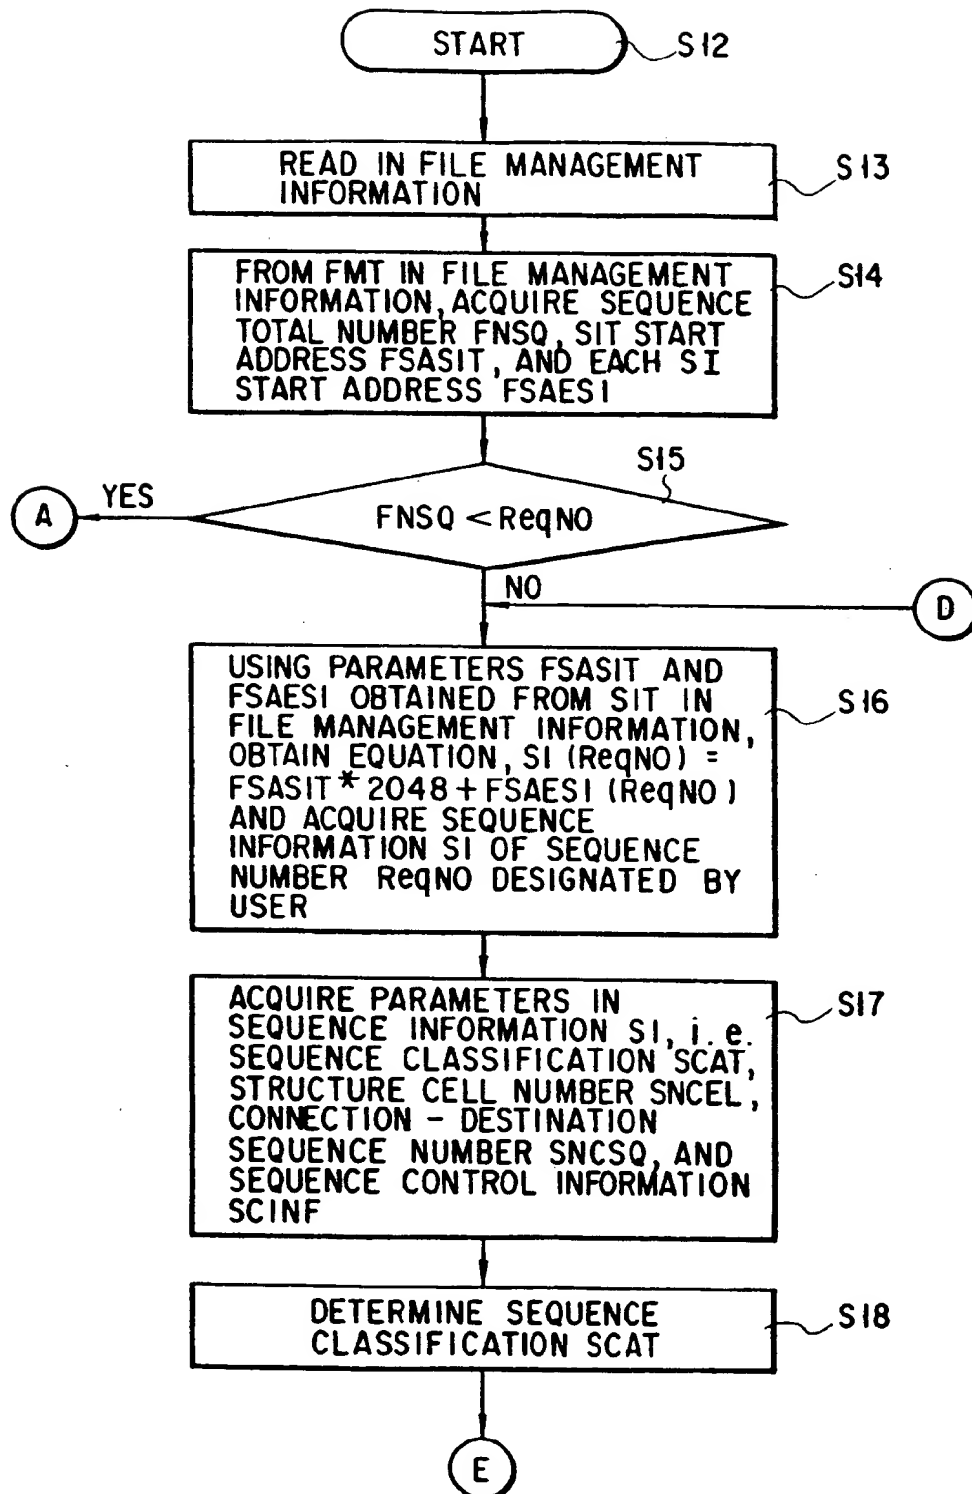 START
S12
READ IN FILE MANAGEMENT
INFORMATION
S13
FROM FMT IN FILE MANAGEMENT
INFORMATION, ACQUIRE SEQUENCE
TOTAL NUMBER FNSQ, SIT START
ADDRESS FSASIT, AND EACH SI
START ADDRESS FSAESI
S14
S15
FNSQ < ReqNO
YES
A
NO
D
USING PARAMETERS FSASIT AND
FSAESI OBTAINED FROM SIT IN
FILE MANAGEMENT INFORMATION,
OBTAIN EQUATION, SI (ReqNO) =
FSASIT * 2048 + FSAESI (ReqNO)
AND ACQUIRE SEQUENCE
INFORMATION SI OF SEQUENCE
NUMBER ReqNO DESIGNATED BY
USER
S16
ACQUIRE PARAMETERS IN
SEQUENCE INFORMATION SI, i.e.
SEQUENCE CLASSIFICATION SCAT,
STRUCTURE CELL NUMBER SNCEL,
CONNECTION - DESTINATION
SEQUENCE NUMBER SNCSQ, AND
SEQUENCE CONTROL INFORMATION
SCINF
S17
DETERMINE SEQUENCE
CLASSIFICATION SCAT
S18
E